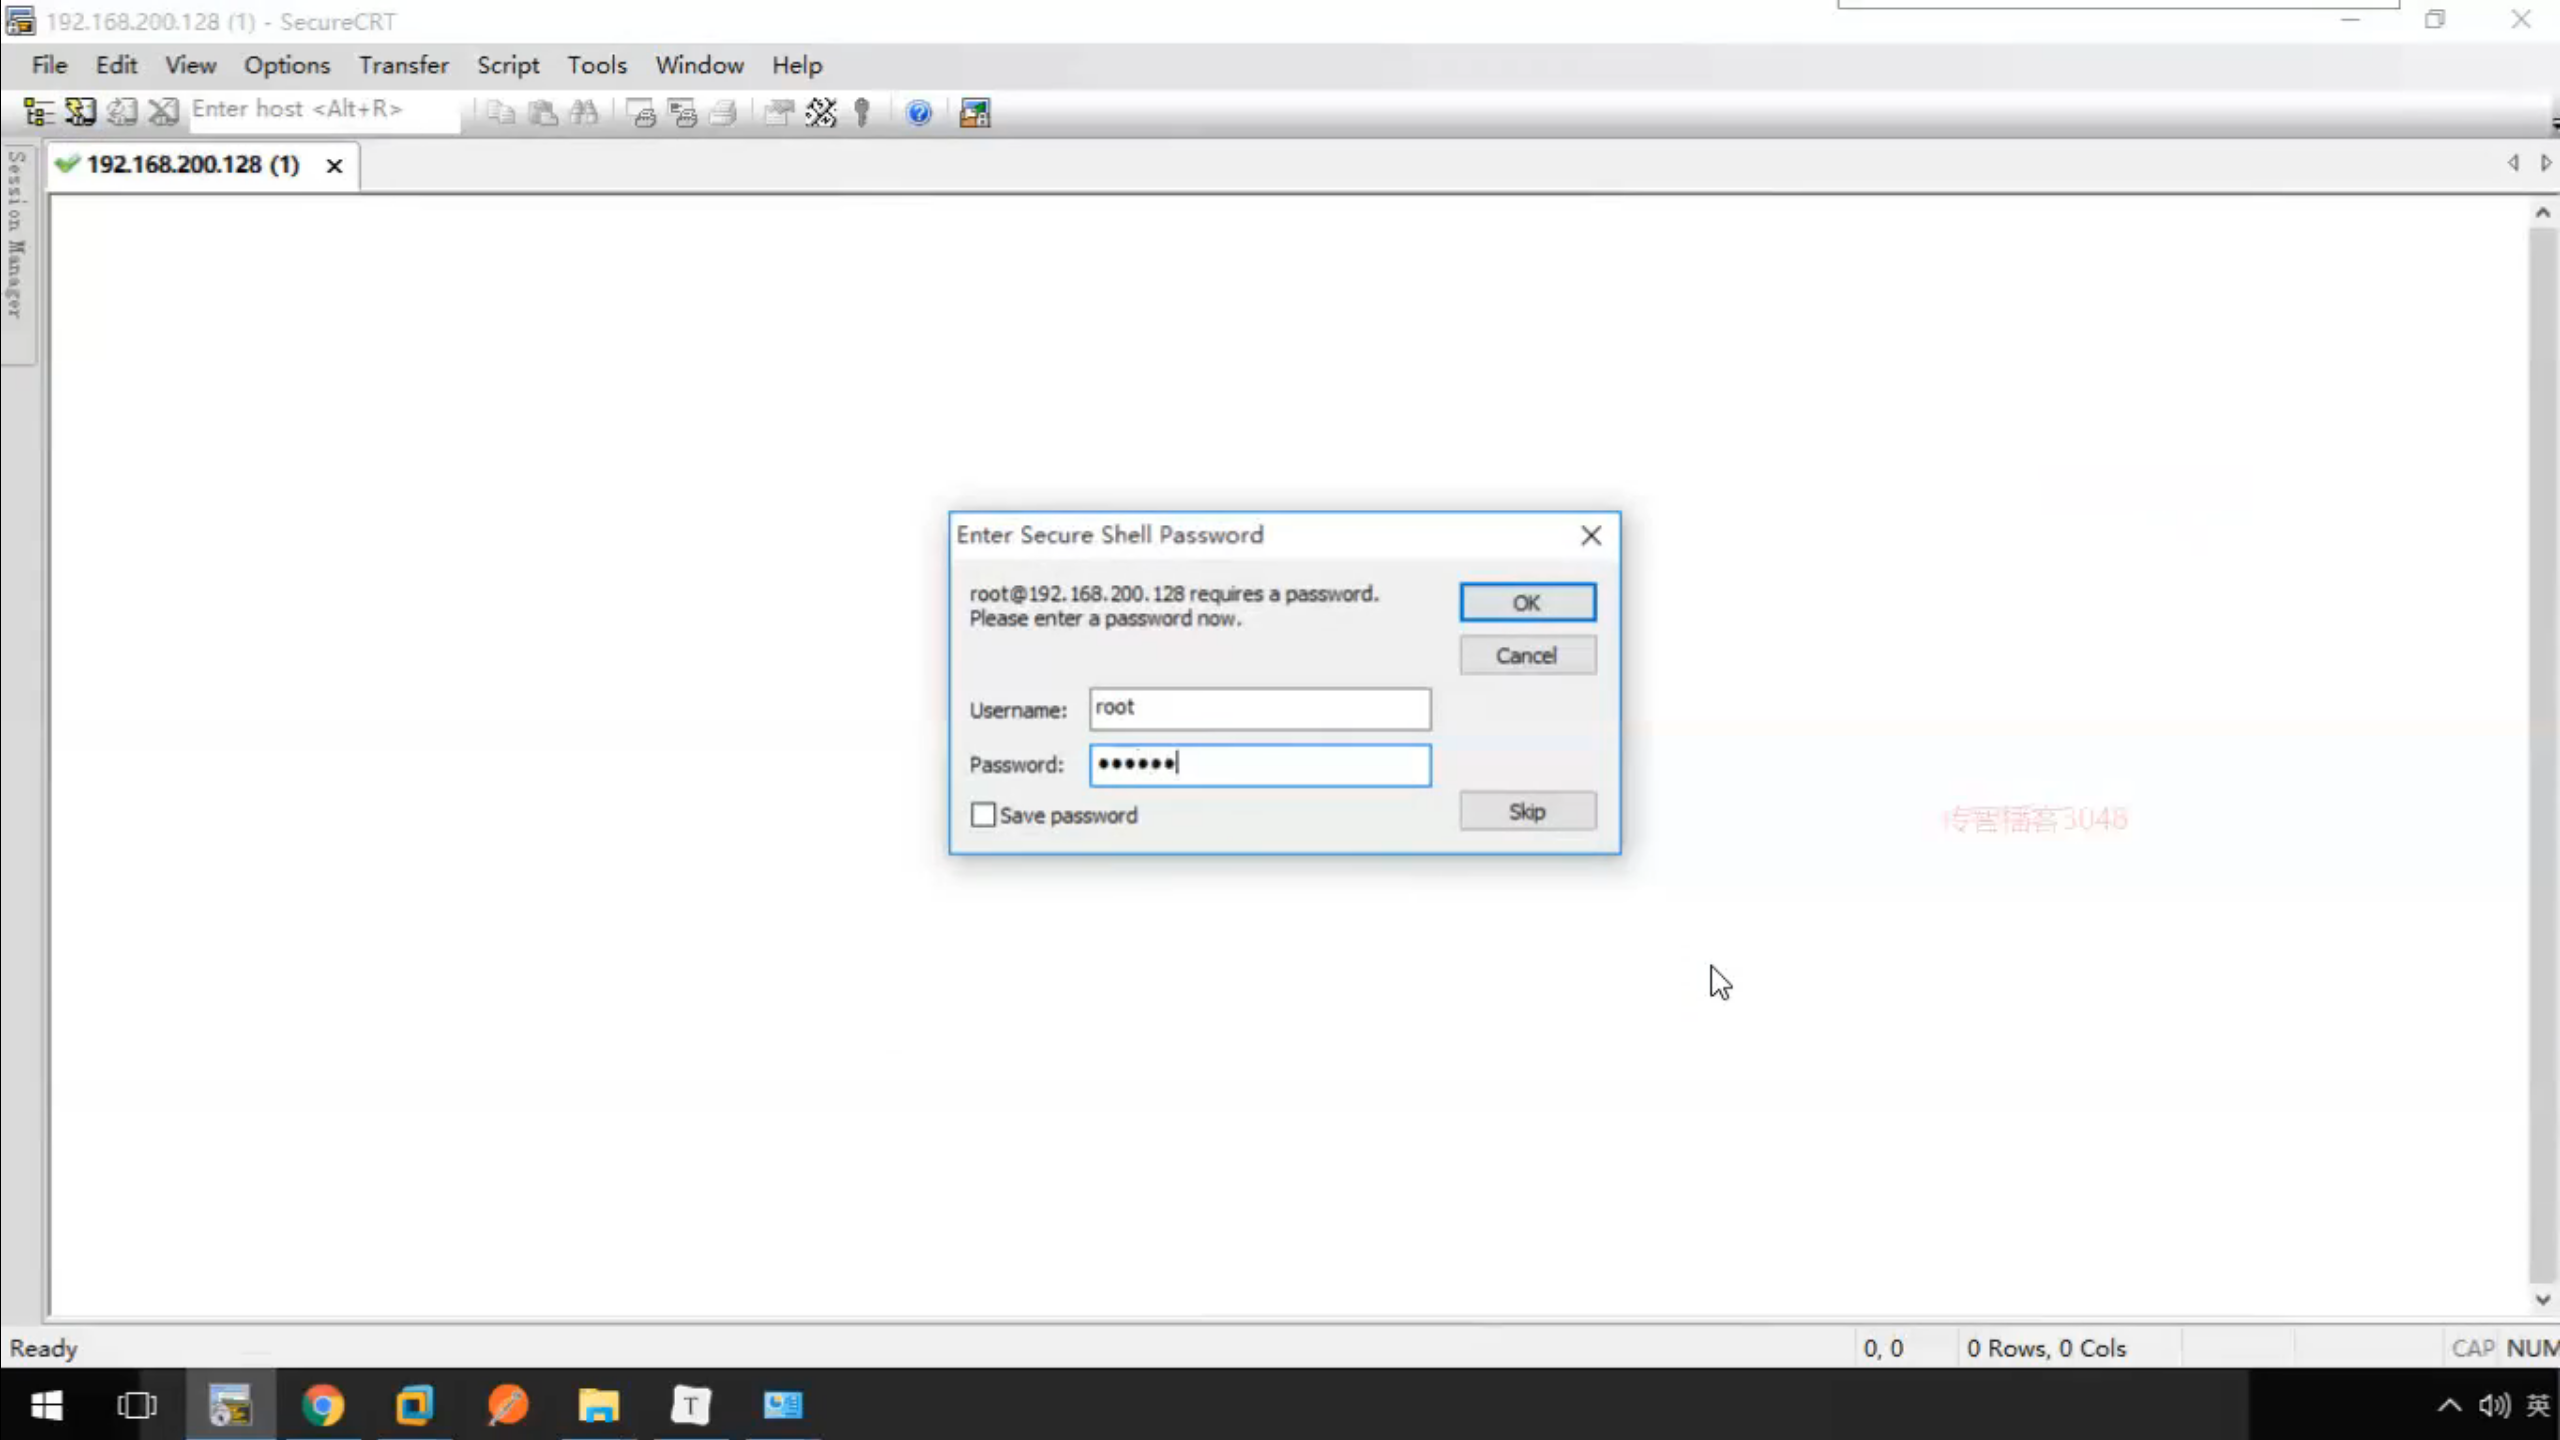 192.168.200.128 (1) - SecureCRT
File Edit View Options Transfer Script Tools Window Help
Enter host <Alt+R>
192.168.200.128 (1)
Session Manager
Enter Secure Shell Password
root@192.168.200.128 requires a password.
Please enter a password now.
OK
Cancel
Username: root
Password: ••••••
Save password
Skip
传智播客3048
Ready
0, 0
0 Rows, 0 Cols
CAP NUM
T
英